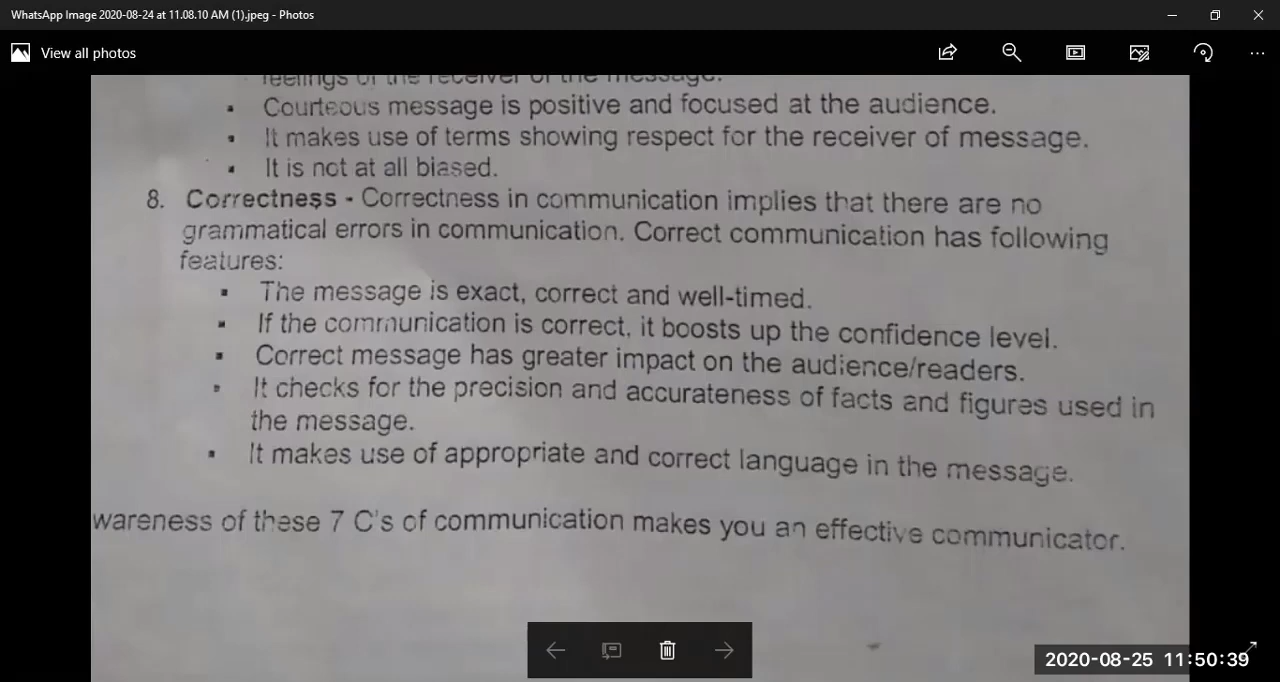 WhatsApp Image 2020-08-24 at 11.08.10 AM (1).jpeg - Photos
View all photos
feelings of the receiver of the message.
Courteous message is positive and focused at the audience.
It makes use of terms showing respect for the receiver of message.
It is not at all biased.
8. Correctness - Correctness in communication implies that there are no
grammatical errors in communication. Correct communication has following
features:
The message is exact, correct and well-timed.
If the communication is correct, it boosts up the confidence level.
Correct message has greater impact on the audience/readers.
It checks for the precision and accurateness of facts and figures used in
the message.
It makes use of appropriate and correct language in the message.
wareness of these 7 C's of communication makes you an effective communicator.
2020-08-25 11:50:39